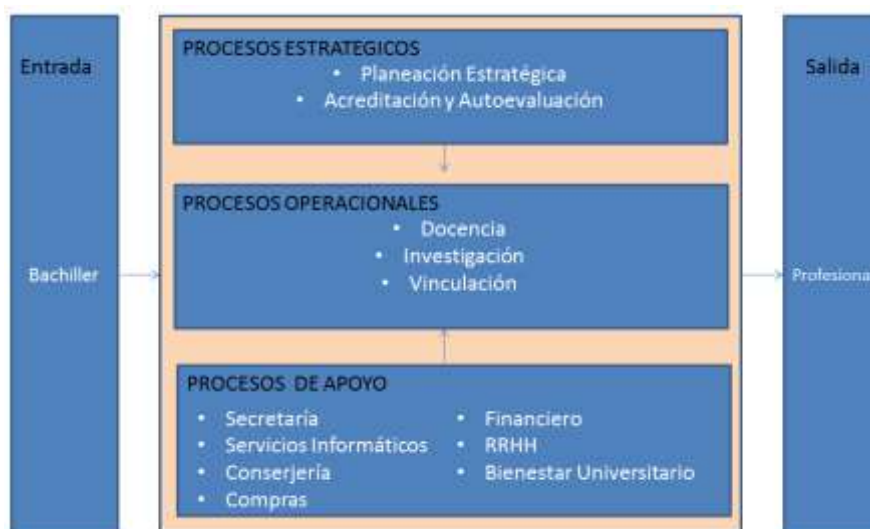 Entrada
Bachiller
PROCESOS ESTRATEGICOS
• Planeación Estratégica
• Acreditación y Autoevaluación
PROCESOS OPERACIONALES
• Docencia
• Investigación
• Vinculación
PROCESOS DE APOYO
• Secretaría
• Servicios Informáticos
• Conserjería
• Compras
• Financiero
• RRHH
• Bienestar Universitario
Salida
Profesiona